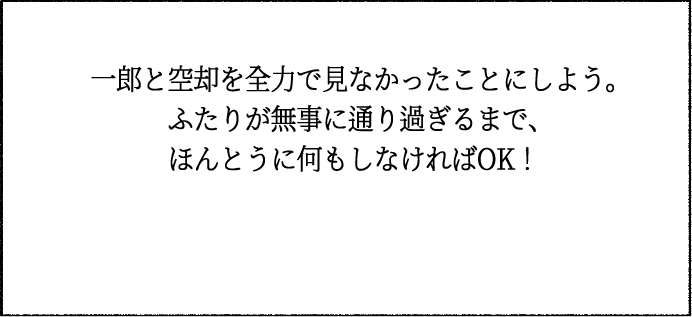 一郎と空却を全力で見なかったことにしよう。
ふたりが無事に通り過ぎるまで、
ほんとうに何もしなければOK！